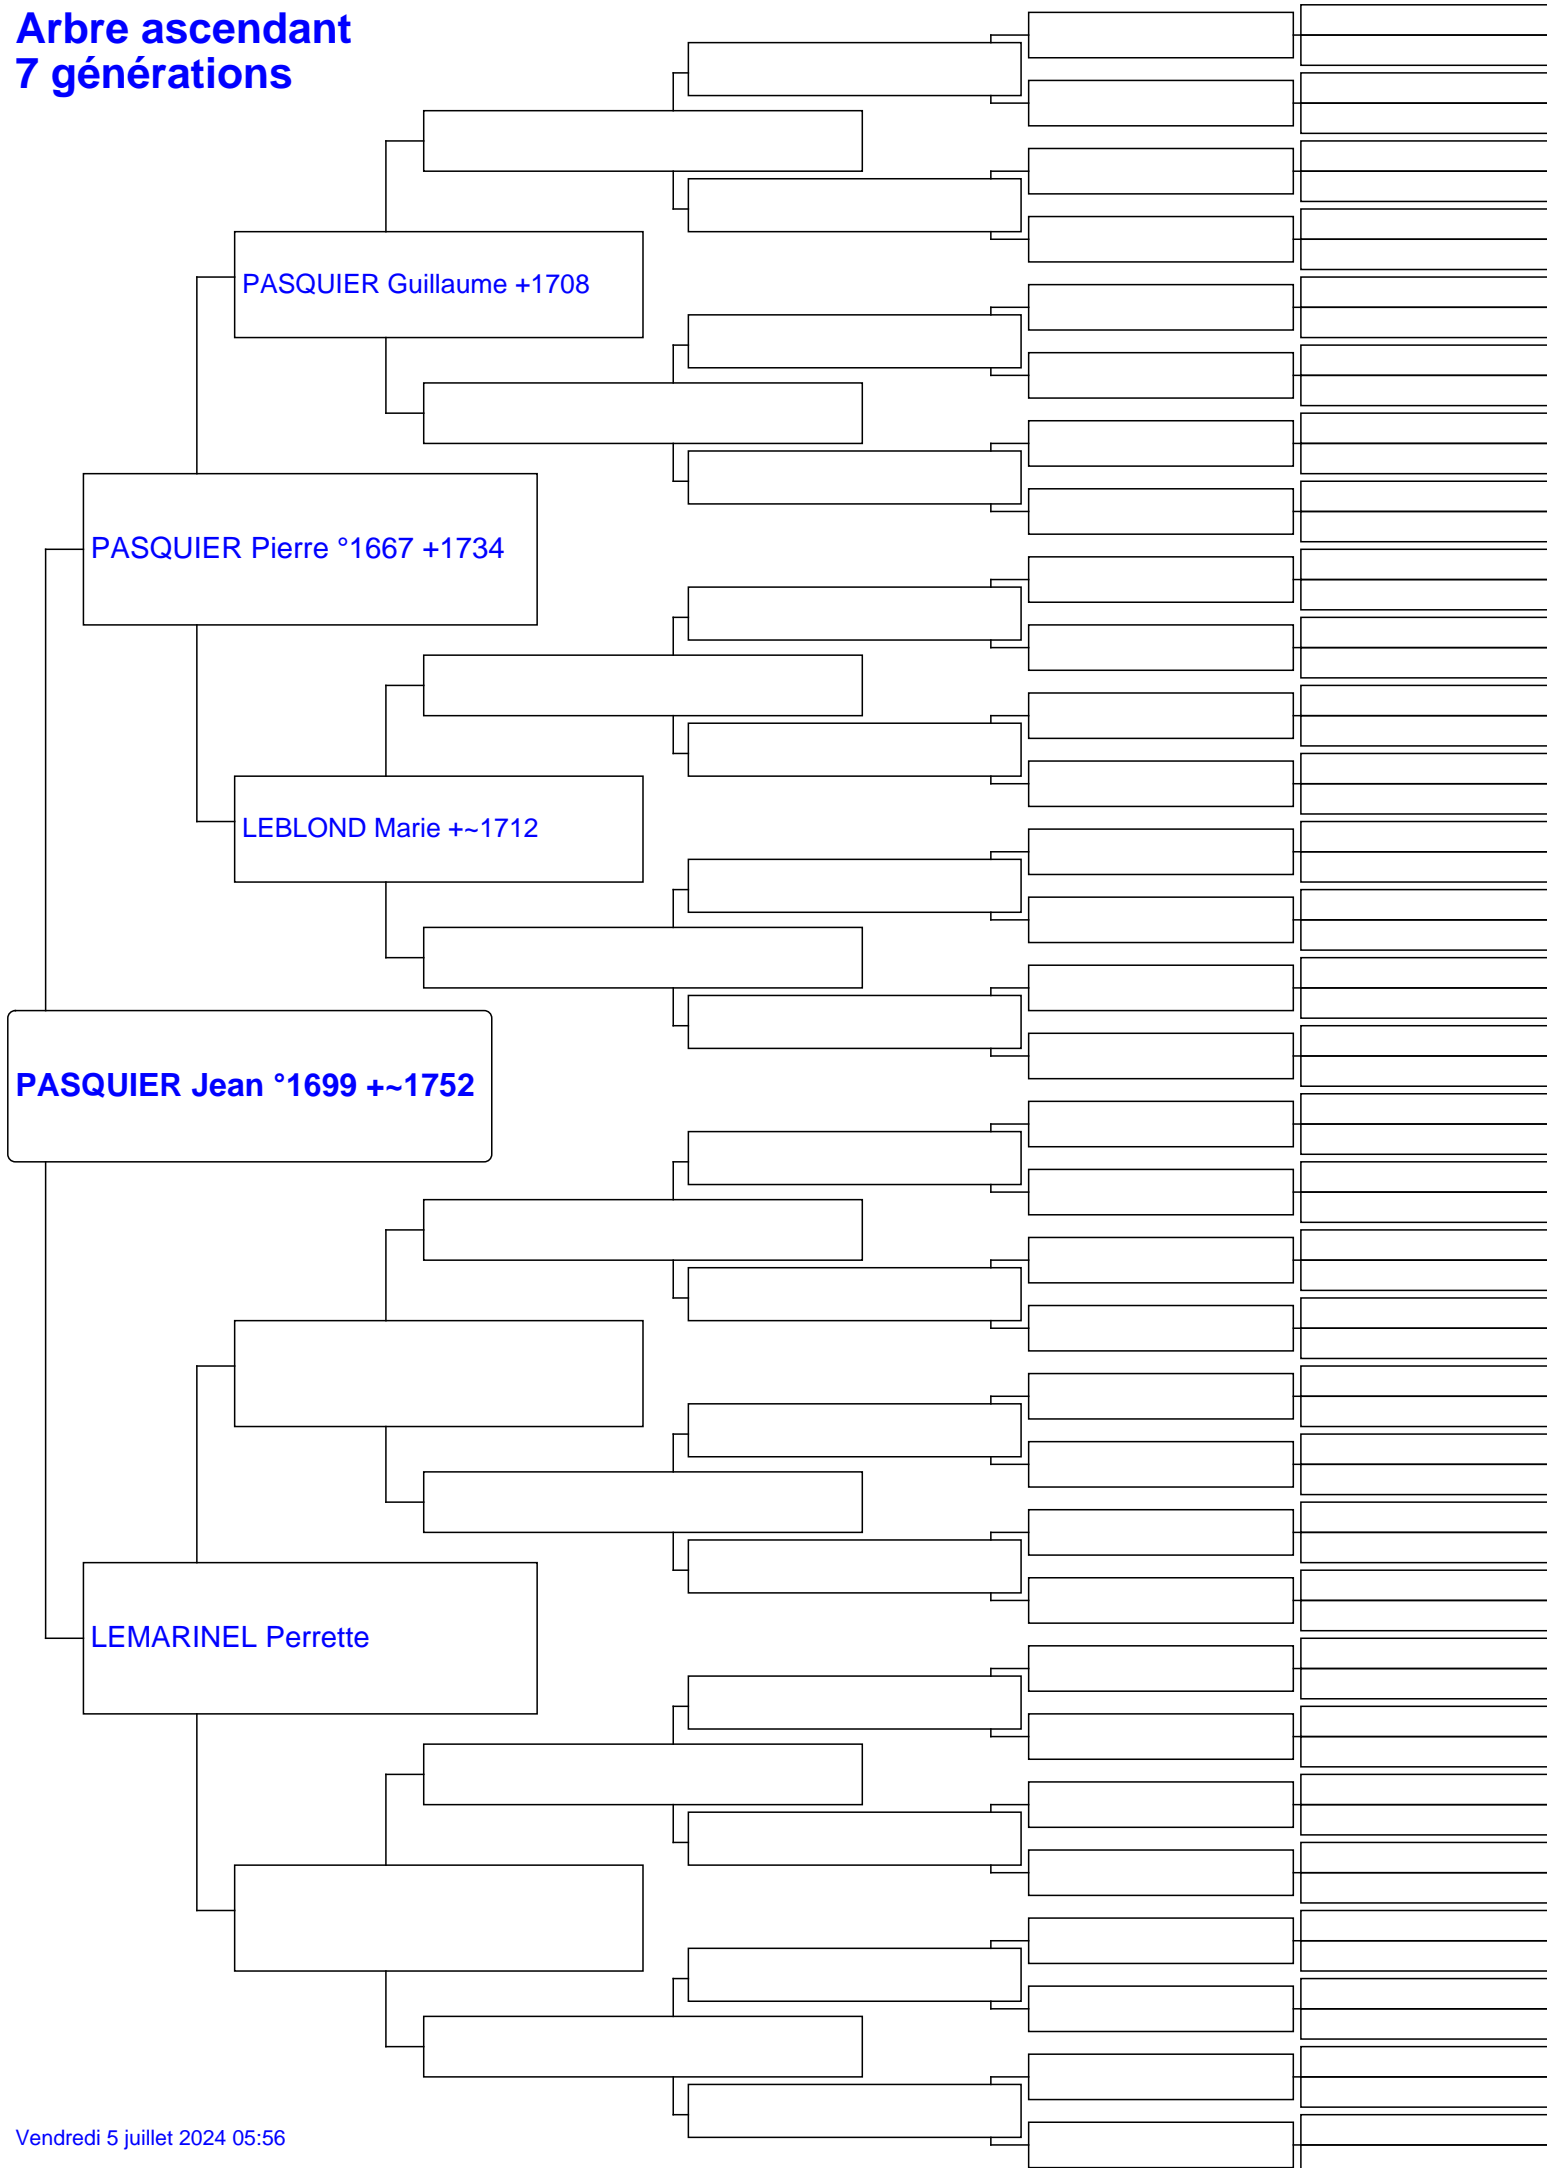 Arbre ascendant
7 générations
PASQUIER Guillaume +1708
PASQUIER Pierre °1667 +1734
LEBLOND Marie +~1712
PASQUIER Jean °1699 +~1752
LEMARINEL Perrette
Vendredi 5 juillet 2024 05:56